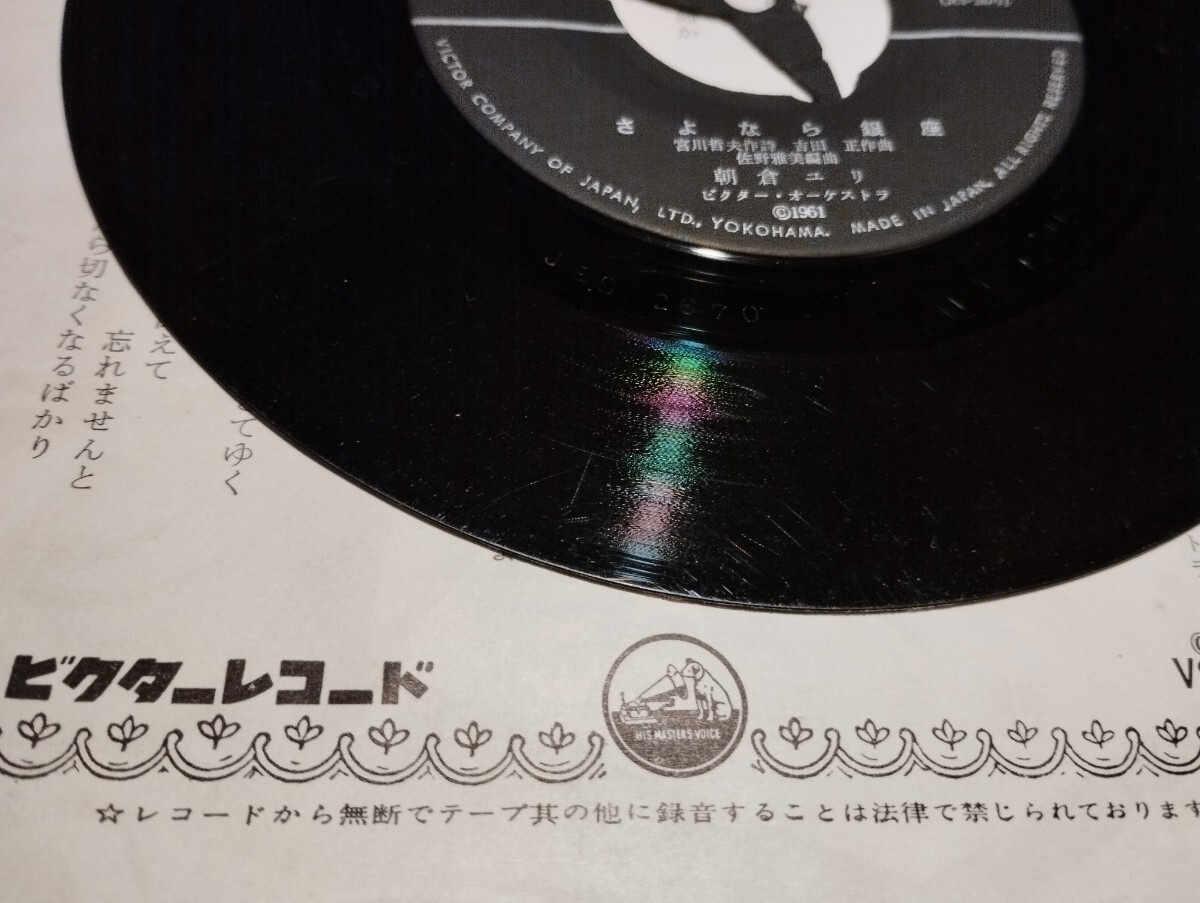 さよなら銀座
宮川哲夫作詩 吉田 正作曲
佐野雅美編曲
朝倉ユリ
ビクター・オーケストラ
©1961
VICTOR COMPANY OF JAPAN, LTD., YOKOHAMA. MADE IN JAPAN, ALL RIGHTS RESERVED
2670
てゆく
えて
忘れませんと
ら切なくなるばかり
ビクターレコード
HIS MASTER'S VOICE
☆レコードから無断でテープ其の他に録音することは法律で禁じられております